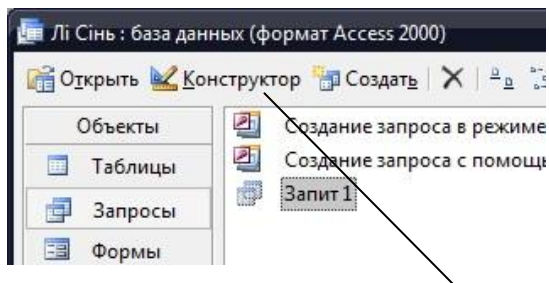 Лі Сінь : база данных (формат Access 2000)
Открыть Конструктор Создать
Объекты
Создание запроса в режиме
Таблицы
Создание запроса с помощь
Запросы
Запит 1
Формы